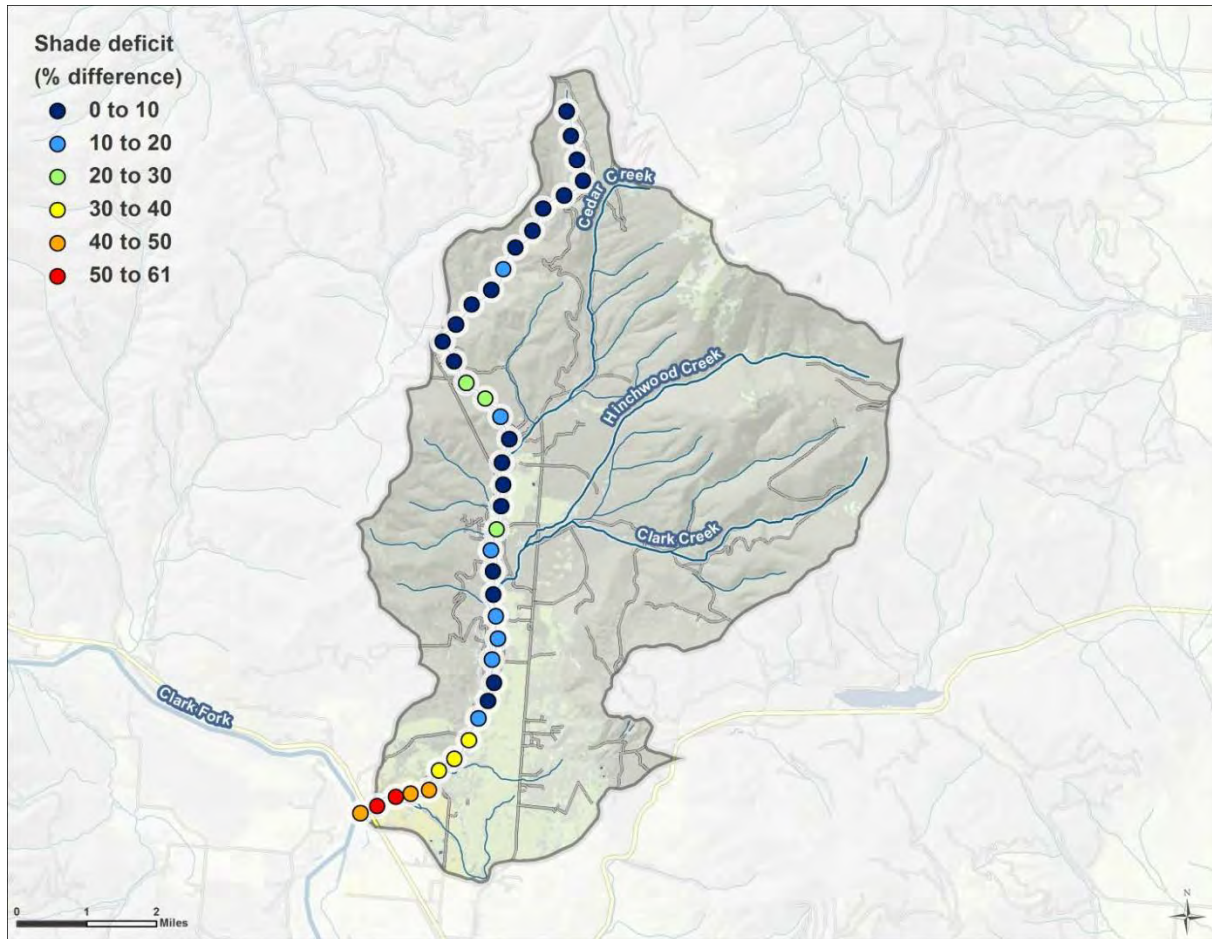 Shade deficit
(% difference)
0 to 10
10 to 20
20 to 30
30 to 40
40 to 50
50 to 61
Cedar Creek
Hinchwood Creek
Clark Creek
Clark Fork
0 1 2
Miles
N